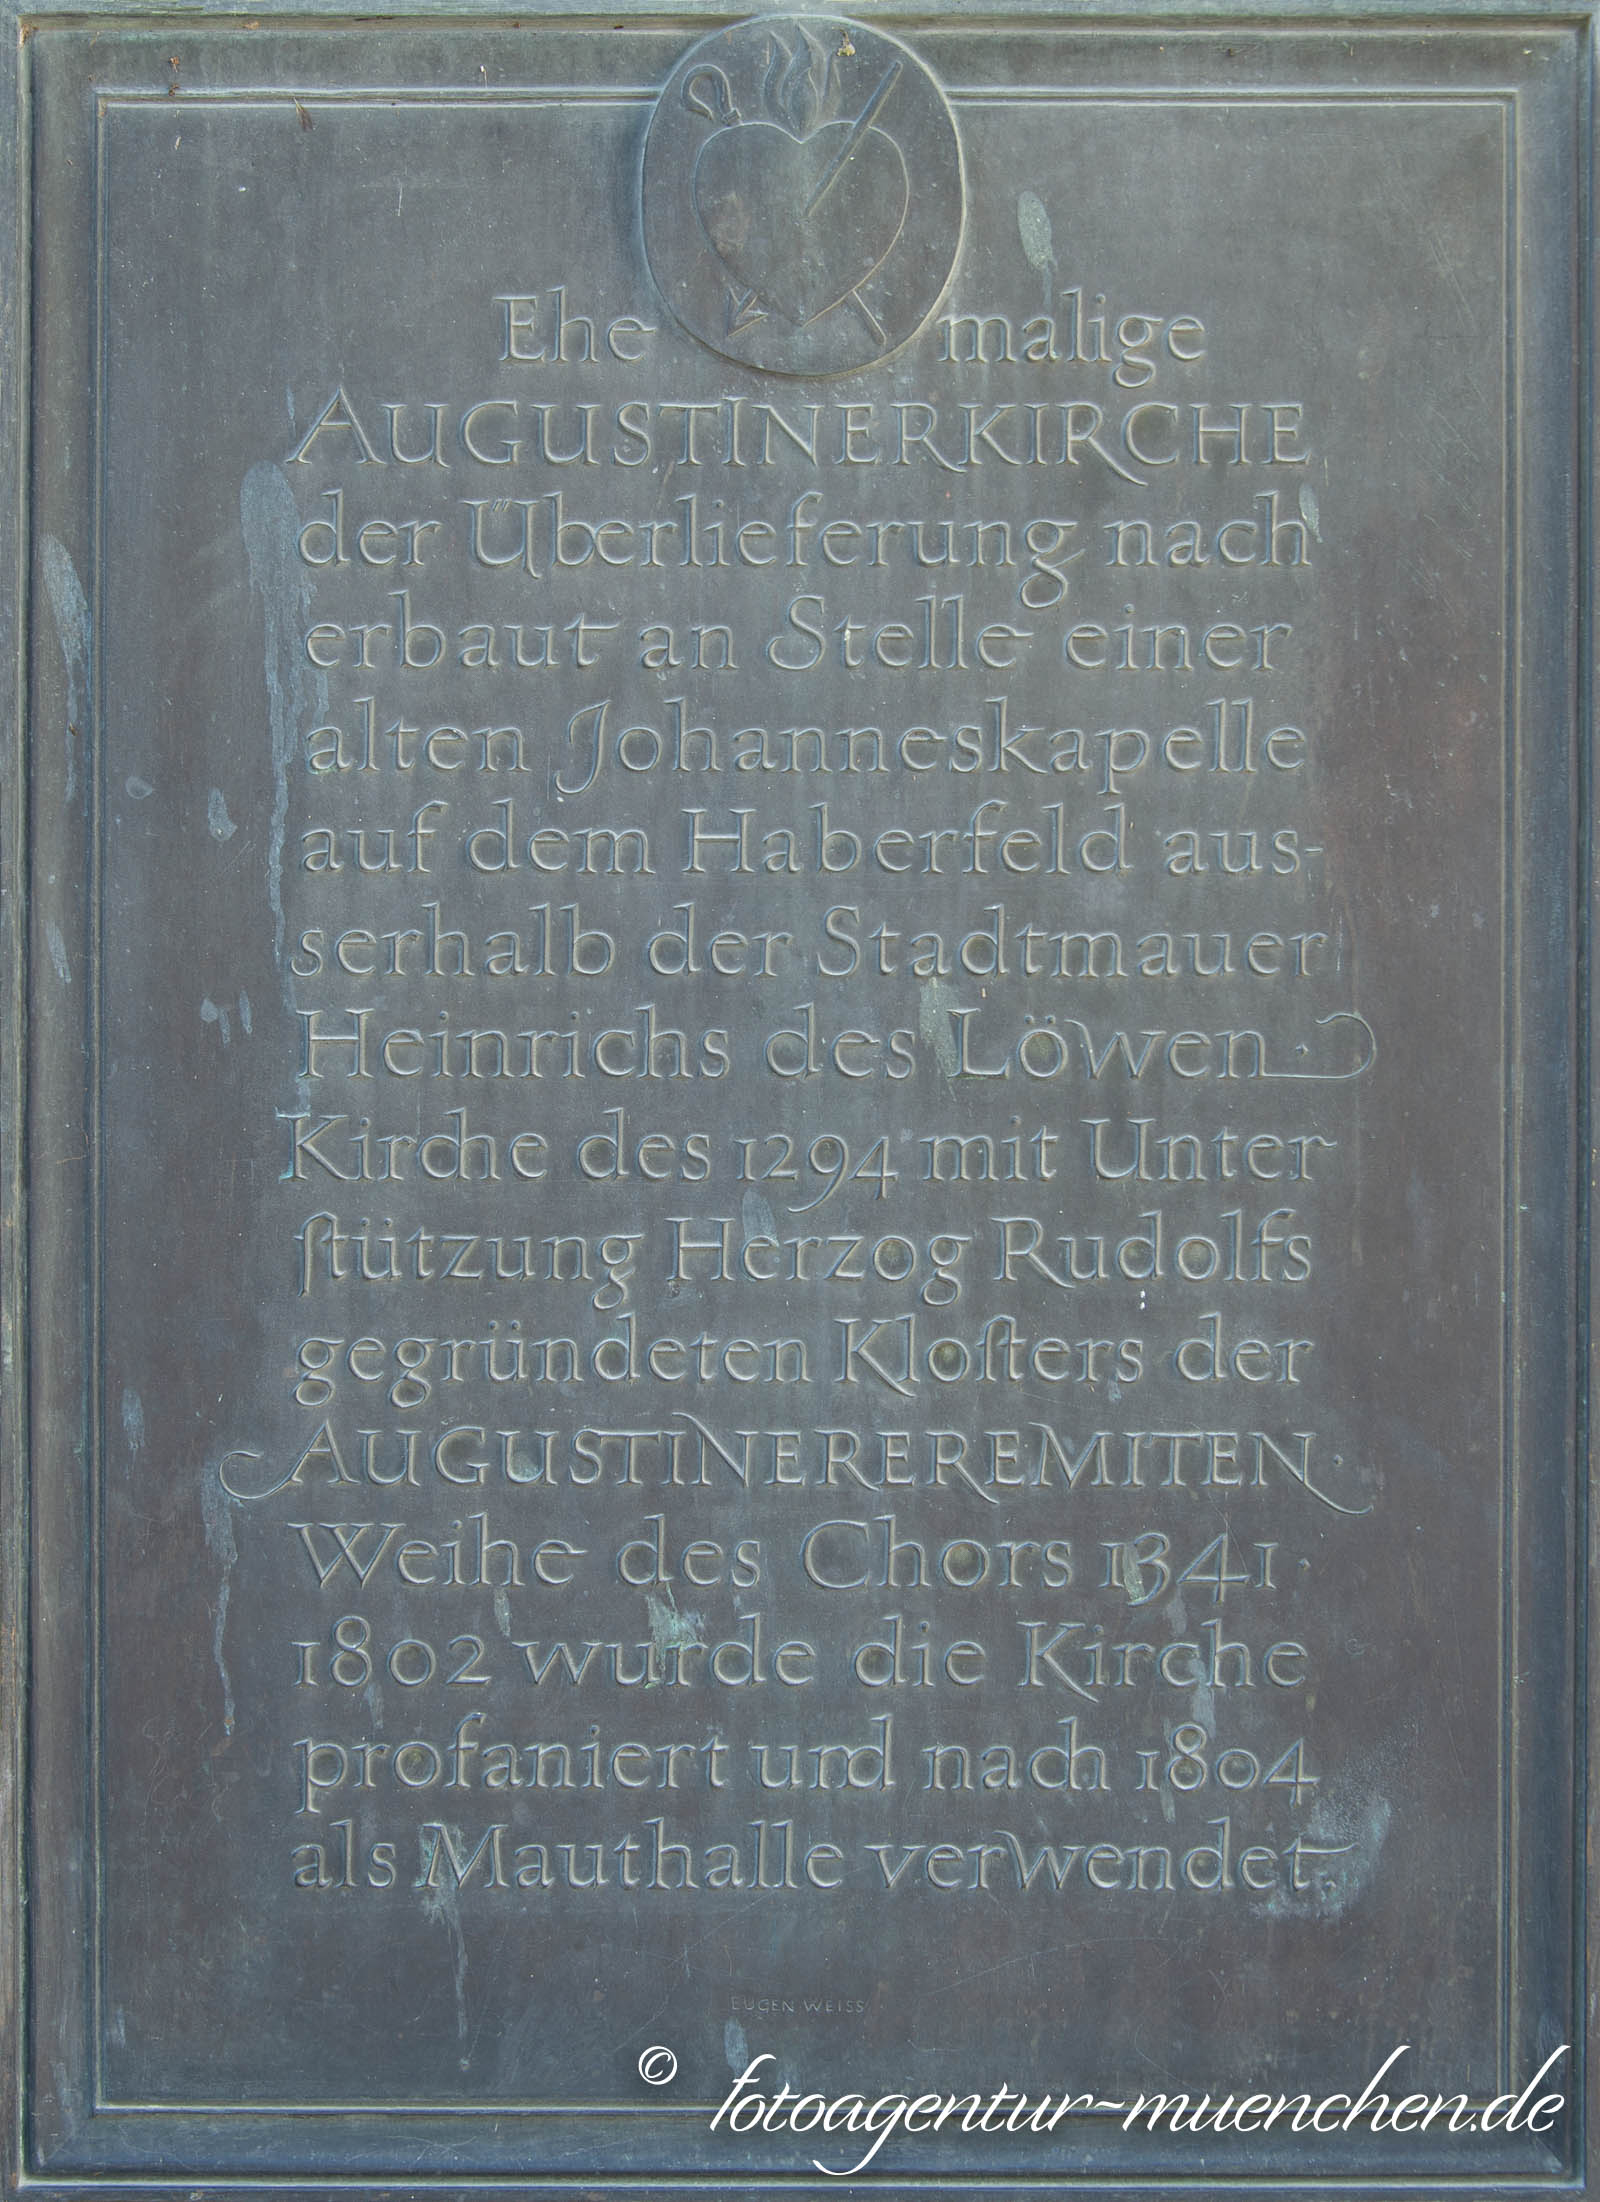 Ehemalige
AUGUSTINERKIRCHE
der Überlieferung nach
erbaut an Stelle einer
alten Johanneskapelle
auf dem Haberfeld aus-
serhalb der Stadtmauer
Heinrichs des Löwen ·
Kirche des 1294 mit Unter
ſtützung Herzog Rudolfs
gegründeten Kloſters der
AUGUSTINEREREMITEN ·
Weihe des Chors 1341 ·
1802 wurde die Kirche
profaniert und nach 1804
als Mauthalle verwendet.
EUGEN WEISS
© fotoagentur-muenchen.de